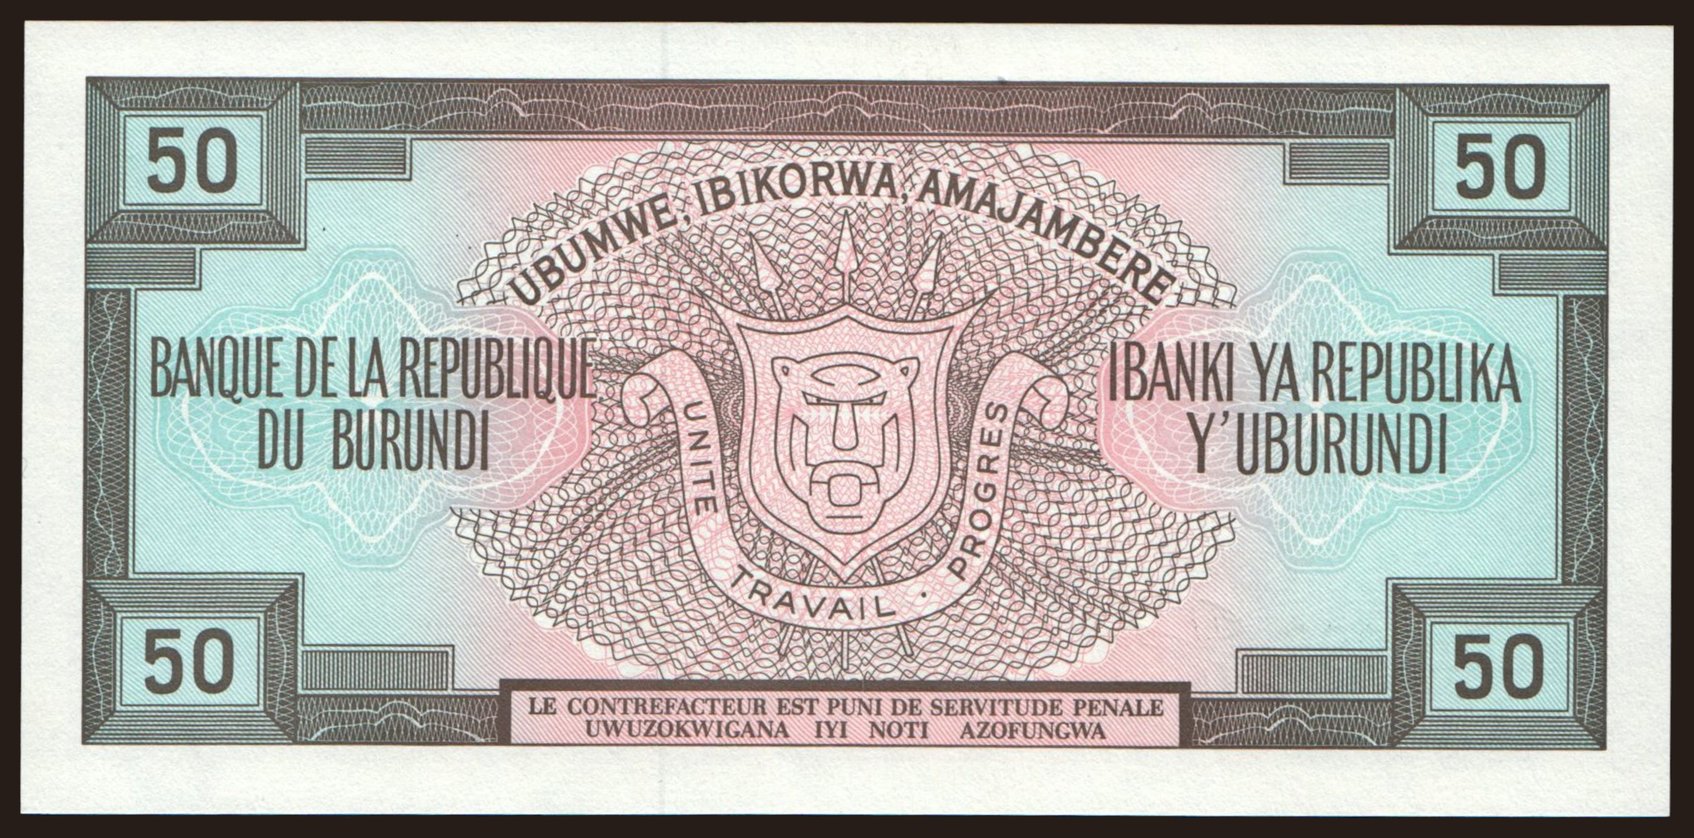 50
50
UBUMWE, IBIKORWA, AMAJAMBERE
BANQUE DE LA REPUBLIQUE
DU BURUNDI
IBANKI YA REPUBLIKA
Y'UBURUNDI
UNITE TRAVAIL . PROGRES
50
50
LE CONTREFACTEUR EST PUNI DE SERVITUDE PENALE
UWUZOKWIGANA IYI NOTI AZOFUNGWA